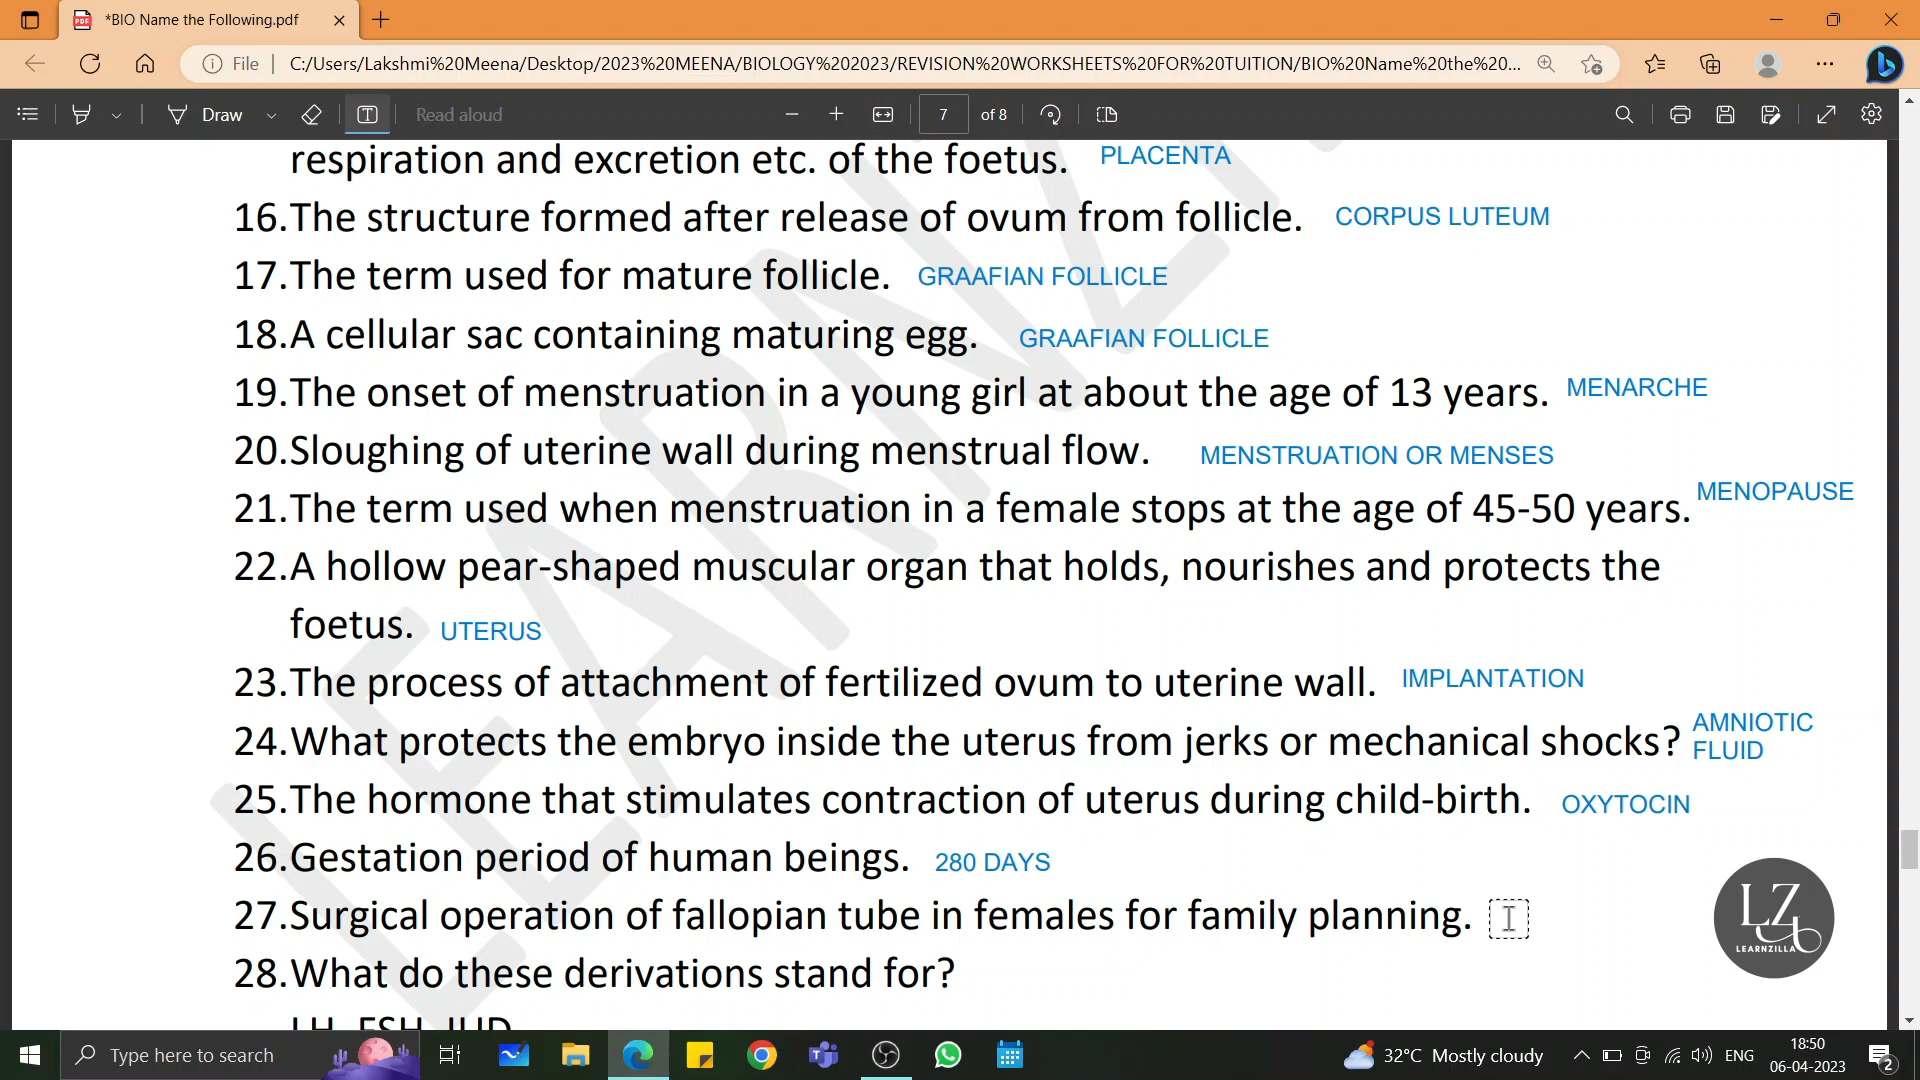 *BIO Name the Following.pdf
File | C:/Users/Lakshmi%20Meena/Desktop/2023%20MEENA/BIOLOGY%202023/REVISION%20WORKSHEETS%20FOR%20TUITION/BIO%20Name%20the%20...
Draw Read aloud 7 of 8
respiration and excretion etc. of the foetus. PLACENTA
16.The structure formed after release of ovum from follicle. CORPUS LUTEUM
17.The term used for mature follicle. GRAAFIAN FOLLICLE
18.A cellular sac containing maturing egg. GRAAFIAN FOLLICLE
19.The onset of menstruation in a young girl at about the age of 13 years. MENARCHE
20.Sloughing of uterine wall during menstrual flow. MENSTRUATION OR MENSES
21.The term used when menstruation in a female stops at the age of 45-50 years. MENOPAUSE
22.A hollow pear-shaped muscular organ that holds, nourishes and protects the
foetus. UTERUS
23.The process of attachment of fertilized ovum to uterine wall. IMPLANTATION
24.What protects the embryo inside the uterus from jerks or mechanical shocks? AMNIOTIC
FLUID
25.The hormone that stimulates contraction of uterus during child-birth. OXYTOCIN
26.Gestation period of human beings. 280 DAYS
27.Surgical operation of fallopian tube in females for family planning.
28.What do these derivations stand for?
LH, FSH, IUD
LZ
LEARNZILLA
Type here to search
32°C Mostly cloudy
ENG
18:50
06-04-2023
2